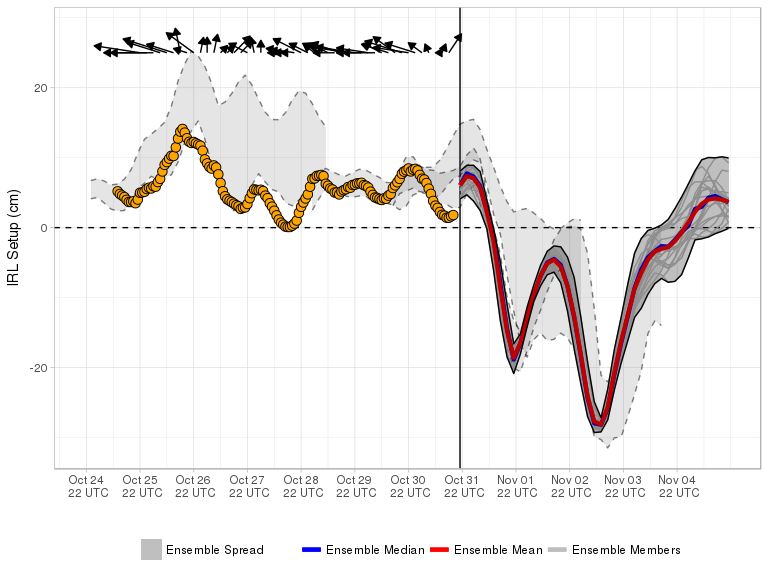 IRL Setup (cm)
20
0
-20
Oct 24 Oct 25 Oct 26 Oct 27 Oct 28 Oct 29 Oct 30 Oct 31 Nov 01 Nov 02 Nov 03 Nov 04
22 UTC 22 UTC 22 UTC 22 UTC 22 UTC 22 UTC 22 UTC 22 UTC 22 UTC 22 UTC 22 UTC 22 UTC
Ensemble Spread Ensemble Median Ensemble Mean Ensemble Members